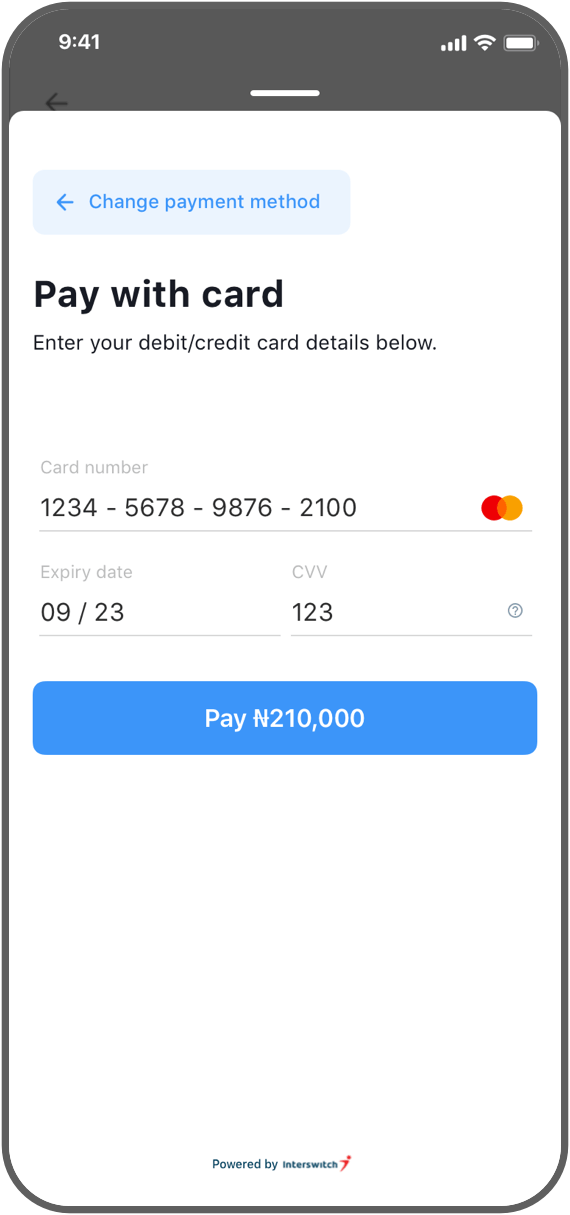 9:41
Change payment method
Pay with card
Enter your debit/credit card details below.
Card number
1234 - 5678 - 9876 - 2100
Expiry date
CVV
09 / 23
123
Pay ₦210,000
Powered by Interswitch